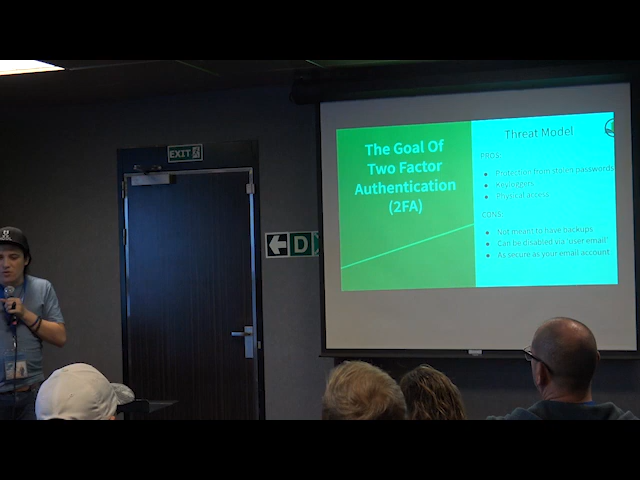 EXIT
D
The Goal Of
Two Factor
Authentication
(2FA)
Threat Model
PROS:
● Protection from stolen passwords
● Keylogers
● Physical access
CONS:
● Not meant to have backups
● Can be disabled via 'user email'
● As secure as your email account